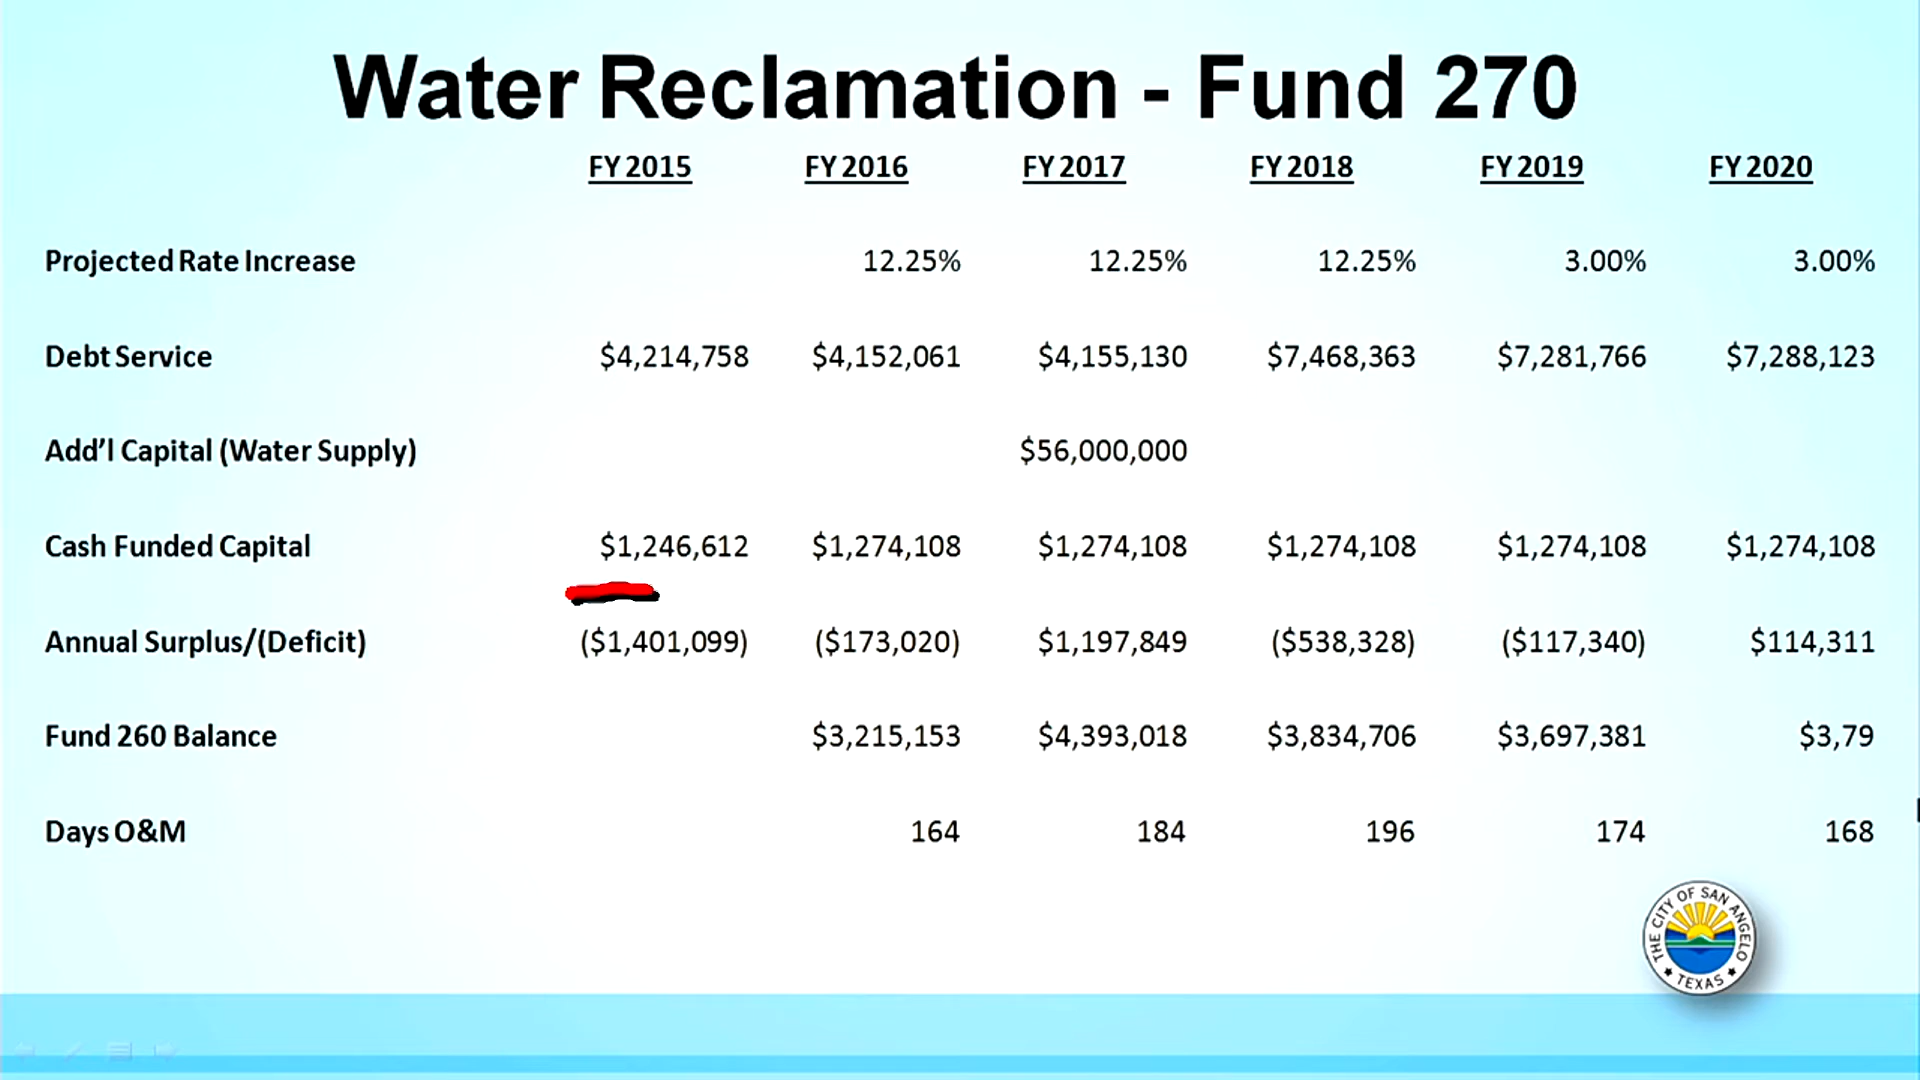 Water Reclamation - Fund 270
FY 2015 FY 2016 FY 2017 FY 2018 FY 2019 FY 2020
Projected Rate Increase 12.25% 12.25% 12.25% 3.00% 3.00%
Debt Service $4,214,758 $4,152,061 $4,155,130 $7,468,363 $7,281,766 $7,288,123
Add’l Capital (Water Supply) $56,000,000
Cash Funded Capital $1,246,612 $1,274,108 $1,274,108 $1,274,108 $1,274,108 $1,274,108
Annual Surplus/(Deficit) ($1,401,099) ($173,020) $1,197,849 ($538,328) ($117,340) $114,311
Fund 260 Balance $3,215,153 $4,393,018 $3,834,706 $3,697,381 $3,79
Days O&M 164 184 196 174 168
THE CITY OF SAN ANGELO
TEXAS